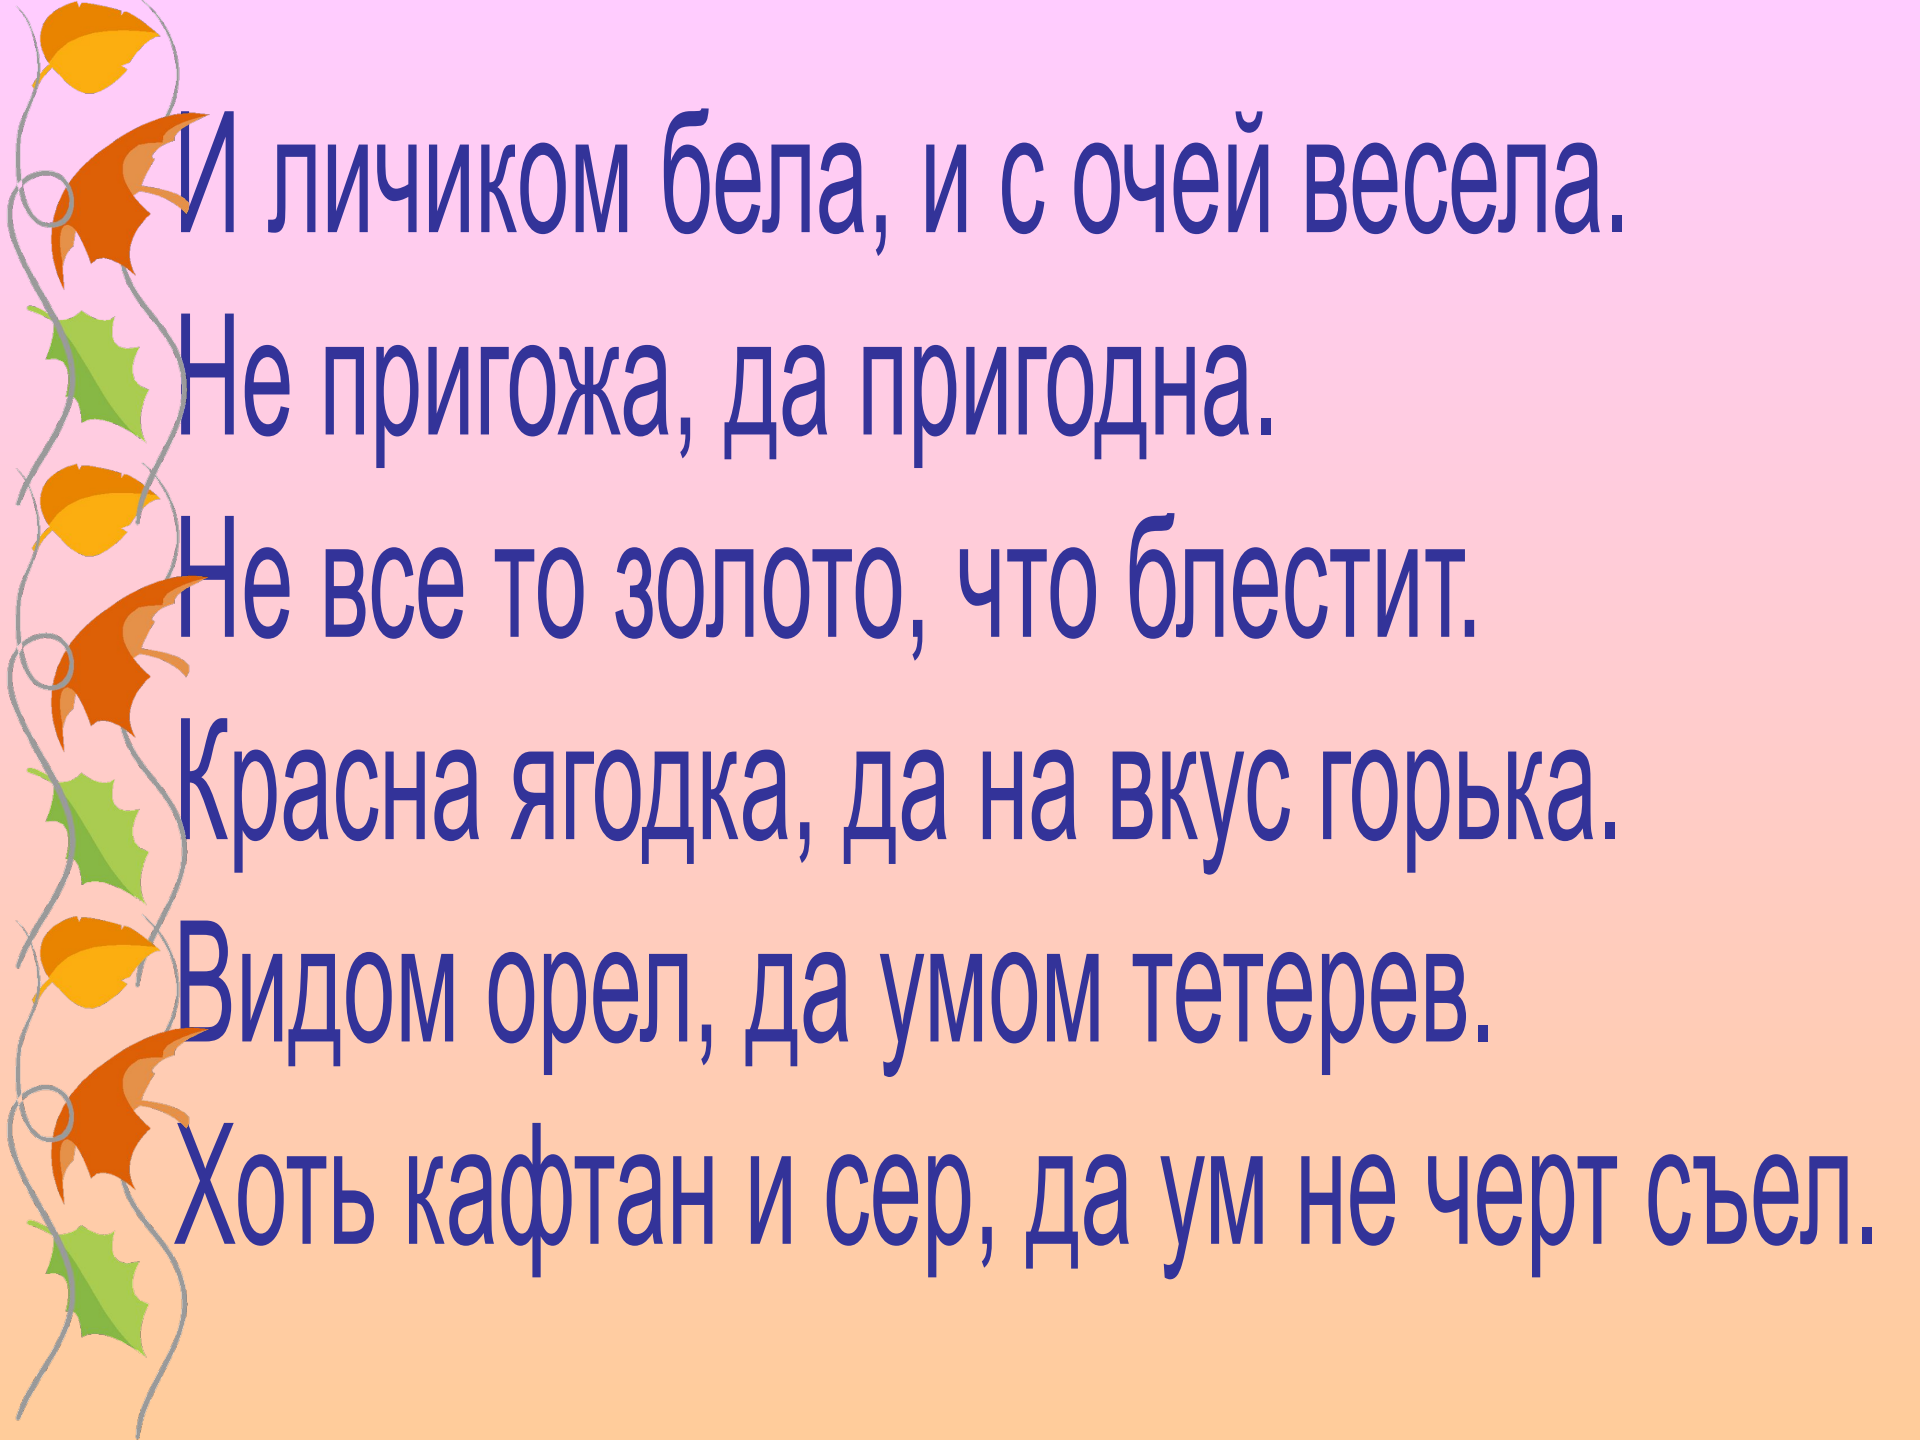 И личиком бела, и с очей весела.
Не пригожа, да пригодна.
Не все то золото, что блестит.
Красна ягодка, да на вкус горька.
Видом орел, да умом тетерев.
Хоть кафтан и сер, да ум не черт съел.